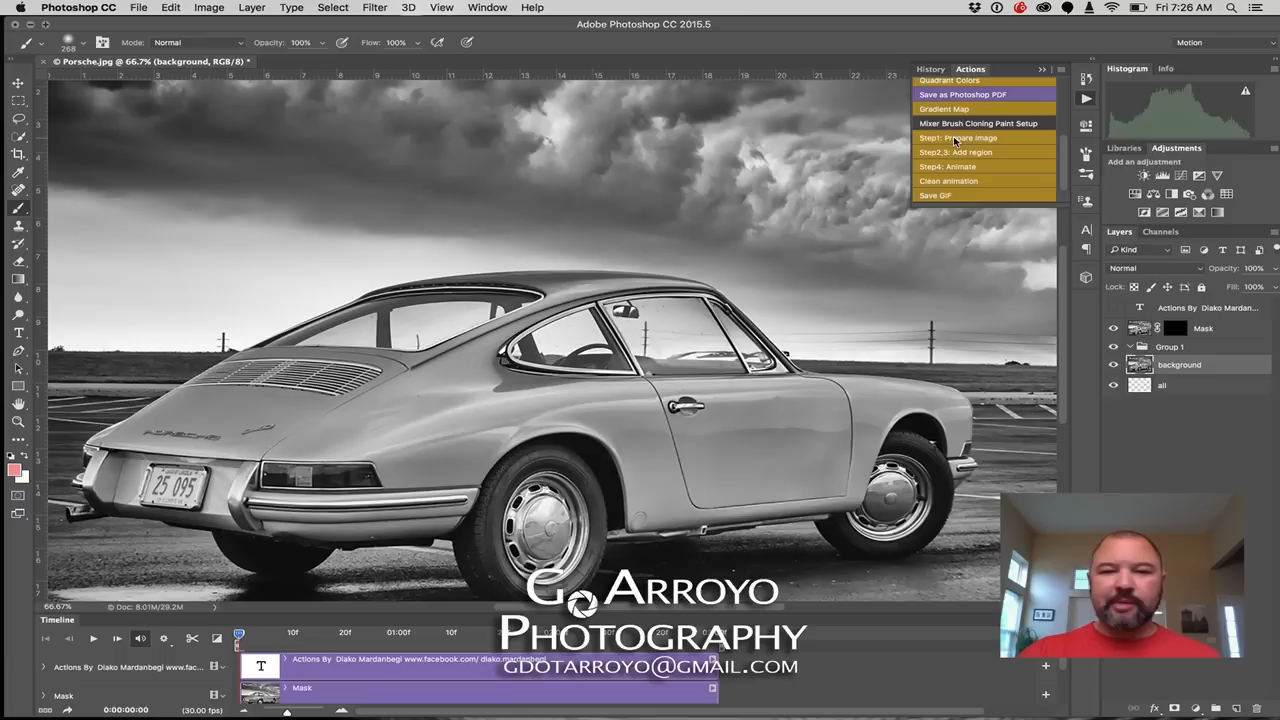 Photoshop CC File Edit Image Layer Type Select Filter 3D View Window Help Fri 7:26 AM
Adobe Photoshop CC 2015.5
268 Mode: Normal Opacity: 100% Flow: 100% Motion
© Porsche.jpg @ 66.7% (background, RGB/8) *
History Actions
Histogram Info
Quadrant Colors
Save as Photoshop PDF
Gradient Map
Mixer Brush Cloning Paint Setup
Step1: Prepare image
Step2,3: Add region
Step4: Animate
Clean animation
Save GIF
Libraries Adjustments
Add an adjustment
Layers Channels
Kind
Normal Opacity: 100%
Lock: Fill: 100%
Actions By Diako Mardan...
Mask
Group 1
background
all
PORSCHE
25 095
66.67% Doc: 8.01M/29.2M
Timeline
10f 20f 01:00f 10f
Actions By Diako Mardanbegi www.fac...
T Actions By Diako Mardanbegi www.facebook.com/ diako.mardanbegi
Mask
Mask
0:00:00:00 (30.00 fps)
G Arroyo
Photography
gdotarroyo@gmail.com